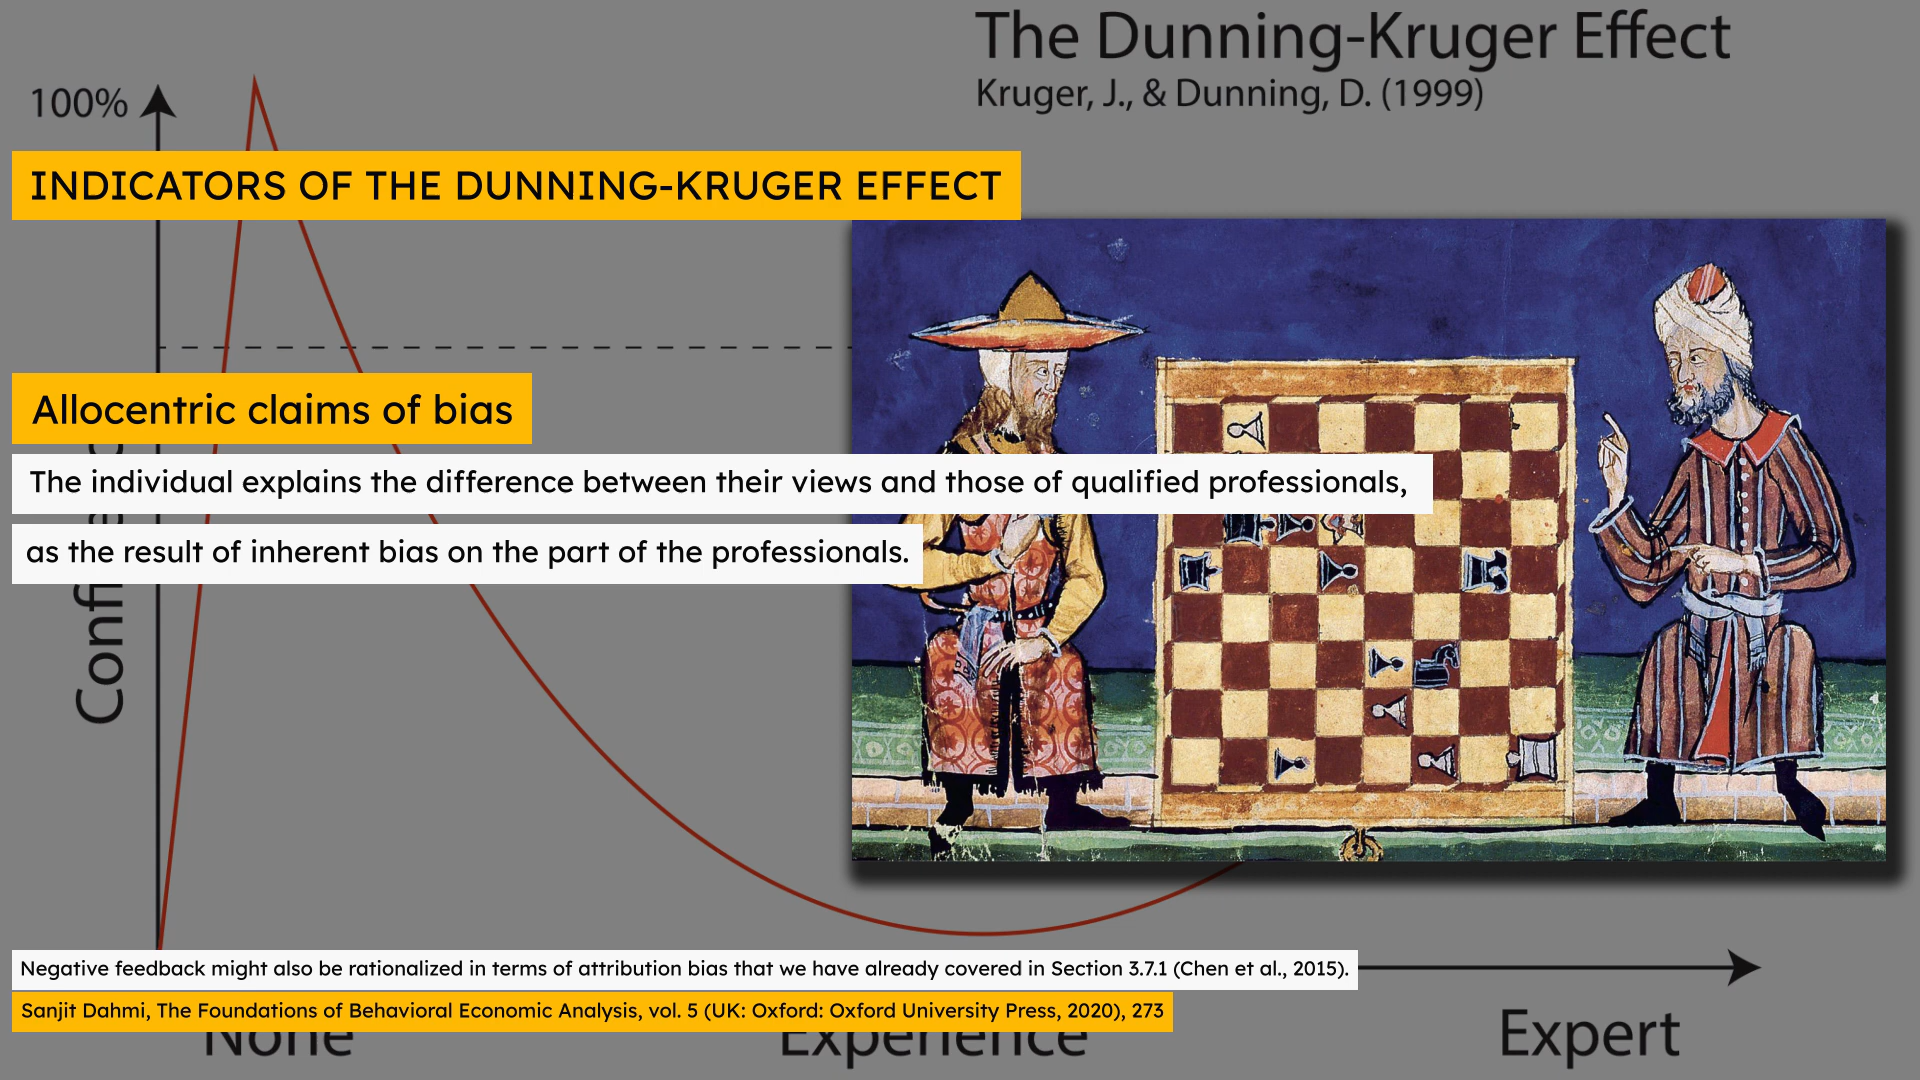 The Dunning-Kruger Effect
Kruger, J., & Dunning, D. (1999)
100%
INDICATORS OF THE DUNNING-KRUGER EFFECT
Allocentric claims of bias
The individual explains the difference between their views and those of qualified professionals,
as the result of inherent bias on the part of the professionals.
Negative feedback might also be rationalized in terms of attribution bias that we have already covered in Section 3.7.1 (Chen et al., 2015).
Sanjit Dahmi, The Foundations of Behavioral Economic Analysis, vol. 5 (UK: Oxford: Oxford University Press, 2020), 273
None
Experience
Expert